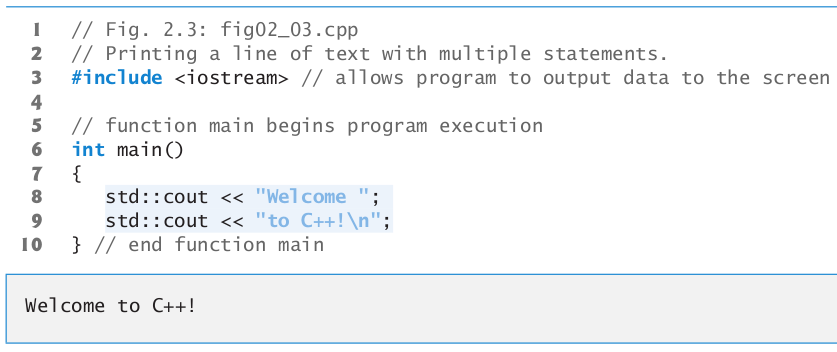 1 // Fig. 2.3: fig02_03.cpp
2 // Printing a line of text with multiple statements.
3 #include <iostream> // allows program to output data to the screen
4
5 // function main begins program execution
6 int main()
7 {
8 std::cout << "Welcome ";
9 std::cout << "to C++!\n";
10 } // end function main
Welcome to C++!